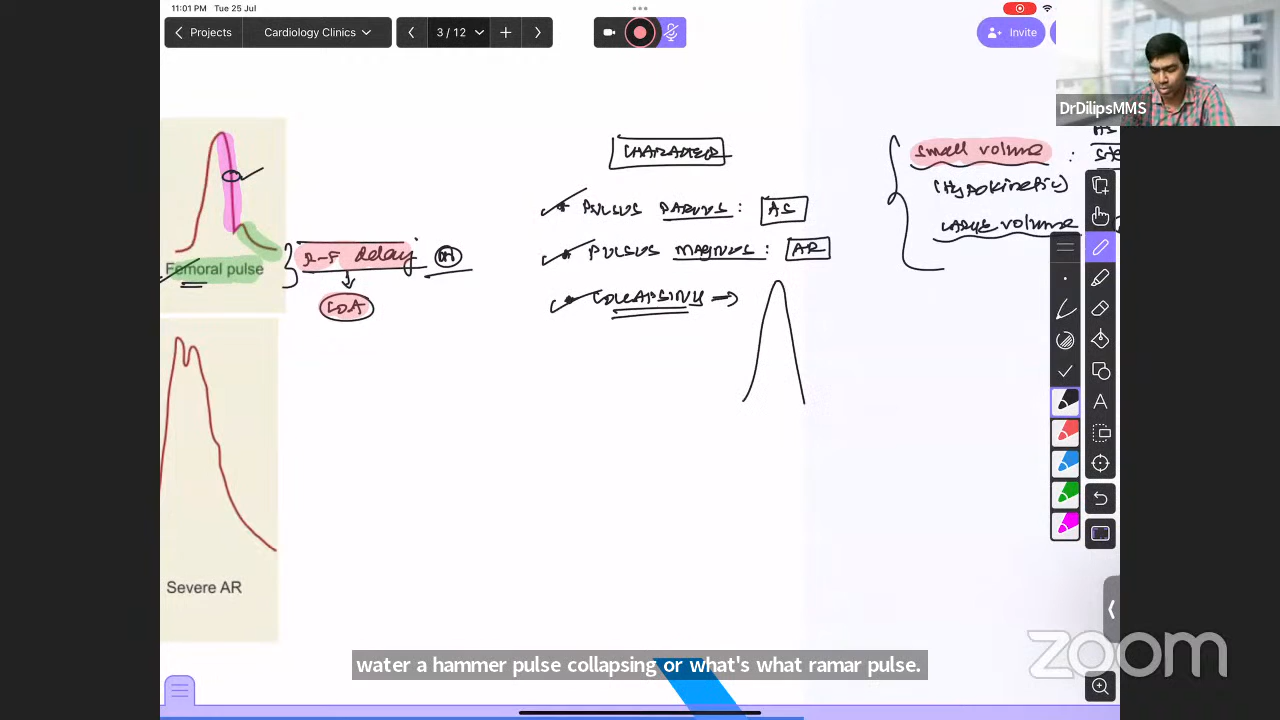 11:01 PM Tue 25 Jul
Projects
Cardiology Clinics
3 / 12
Invite
DrDilipsMMS
CHARACTER
PULSUS PARVUS : AS
PULSUS MAGNUS : AR
COLLAPSING
small volume :
(Hypokinetic)
Large volume
AS
r-f delay
COA
Femoral pulse
Severe AR
A
zoom
water a hammer pulse collapsing or what's what ramar pulse.